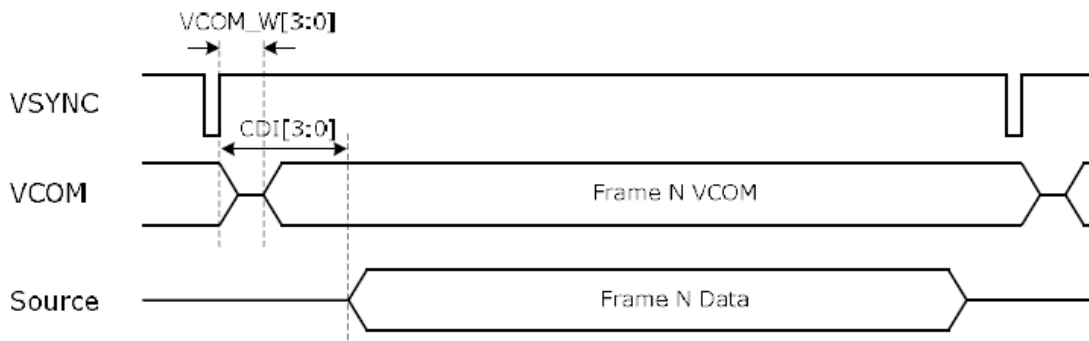 VCOM_W[3:0]
VSYNC
CDI[3:0]
VCOM
Frame N VCOM
Source
Frame N Data